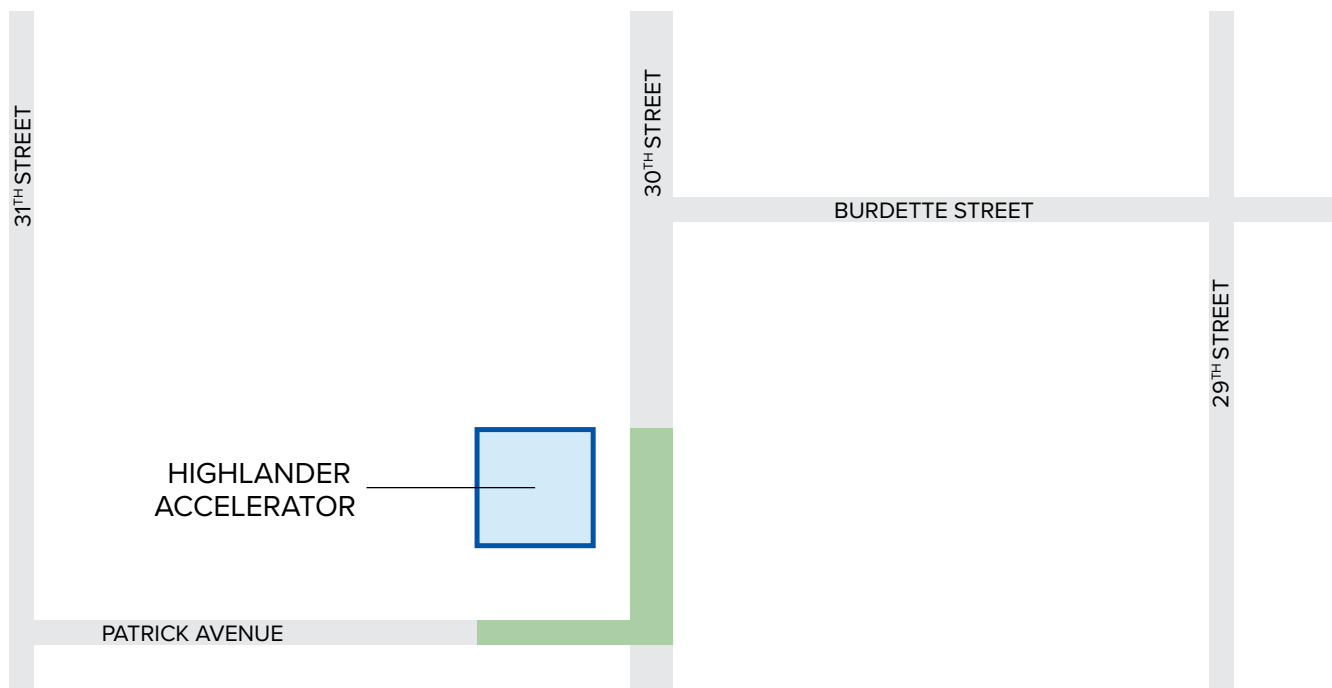 31TH STREET
30TH STREET
BURDETTE STREET
29TH STREET
HIGHLANDER
ACCELERATOR
PATRICK AVENUE